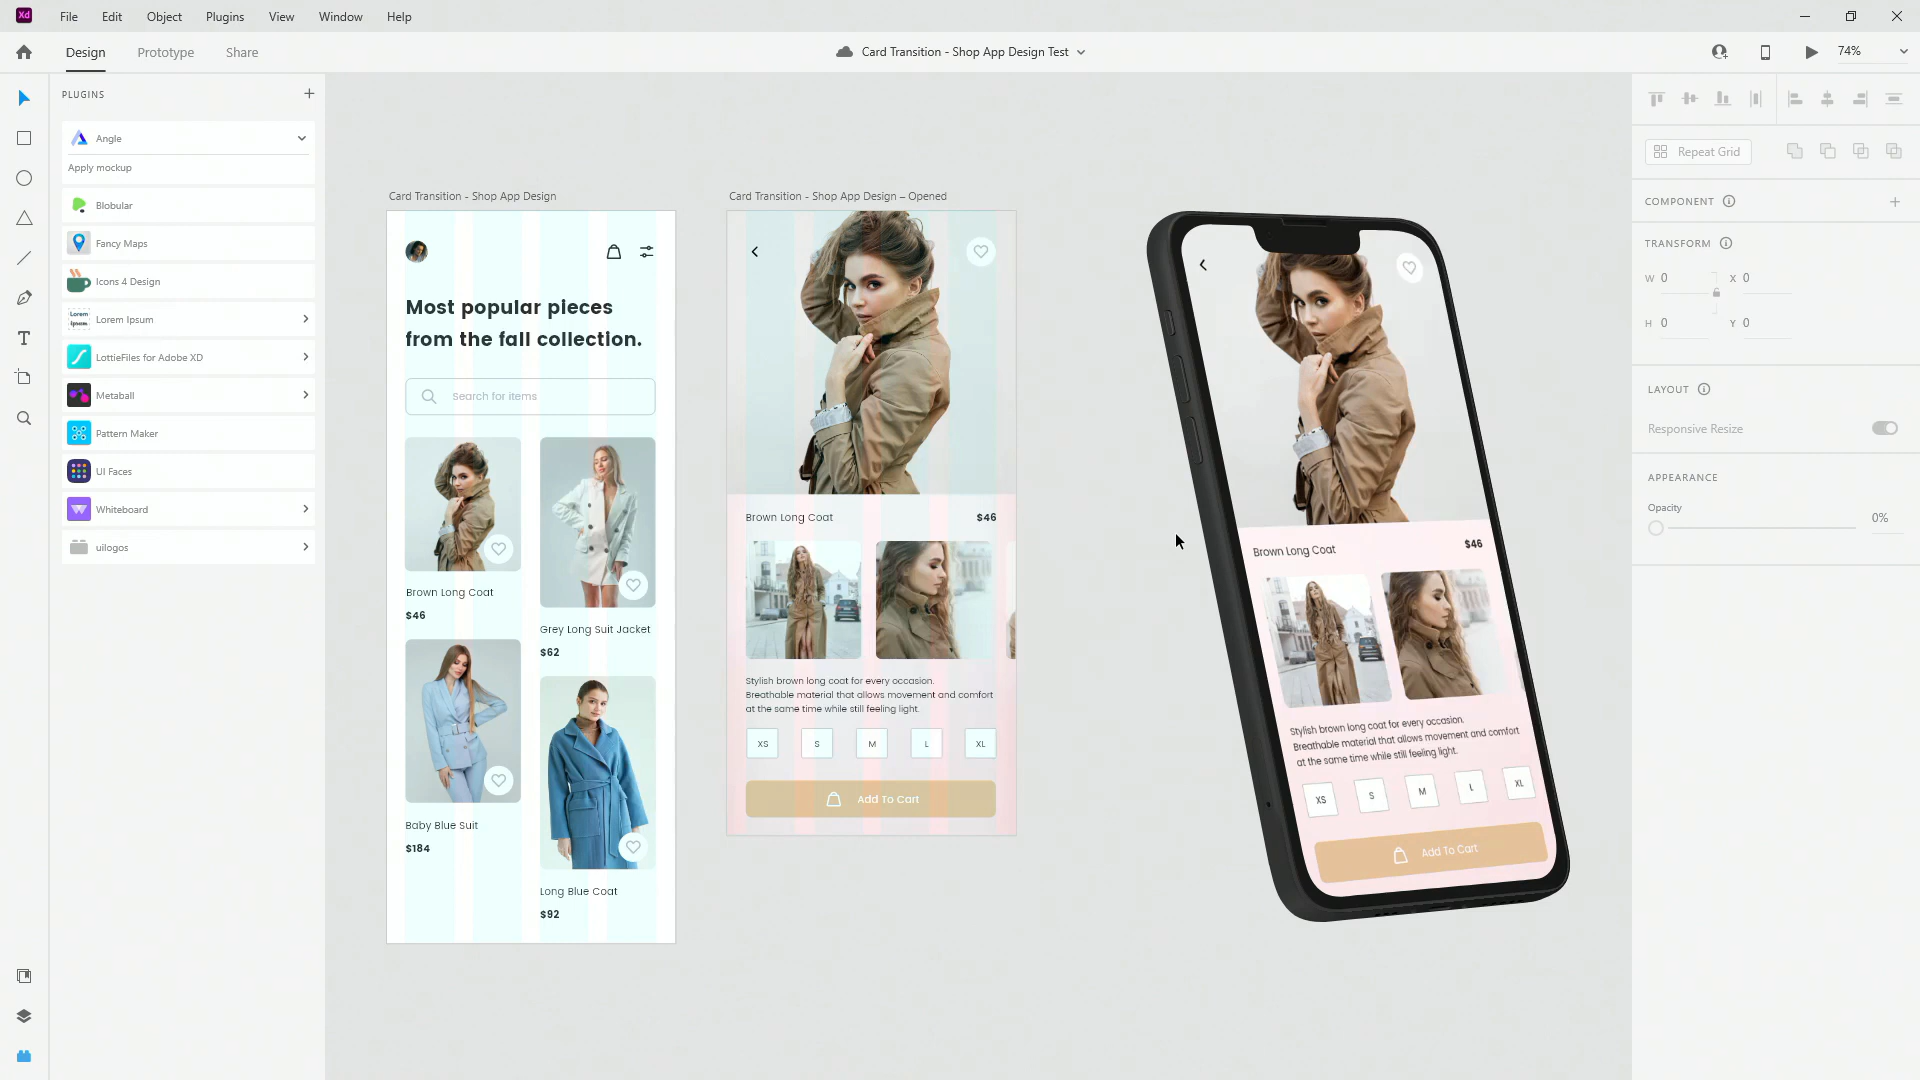 Xd File Edit Object Plugins View Window Help
Design Prototype Share
Card Transition - Shop App Design Test
74%
PLUGINS
Angle
Apply mockup
Blobular
Fancy Maps
Icons 4 Design
Lorem Ipsum
Lorem Ipsum
LottieFiles for Adobe XD
Metaball
Pattern Maker
UI Faces
Whiteboard
uilogos
Card Transition - Shop App Design
Most popular pieces
from the fall collection.
Search for items
Brown Long Coat
$46
Grey Long Suit Jacket
$62
Baby Blue Suit
$184
Long Blue Coat
$92
Card Transition - Shop App Design – Opened
Brown Long Coat $46
Stylish brown long coat for every occasion.
Breathable material that allows movement and comfort
at the same time while still feeling light.
XS S M L XL
Add To Cart
Brown Long Coat $46
Stylish brown long coat for every occasion.
Breathable material that allows movement and comfort
at the same time while still feeling light.
XS S M L XL
Add To Cart
Repeat Grid
COMPONENT
TRANSFORM
W 0 X 0
H 0 Y 0
LAYOUT
Responsive Resize
APPEARANCE
Opacity
0%